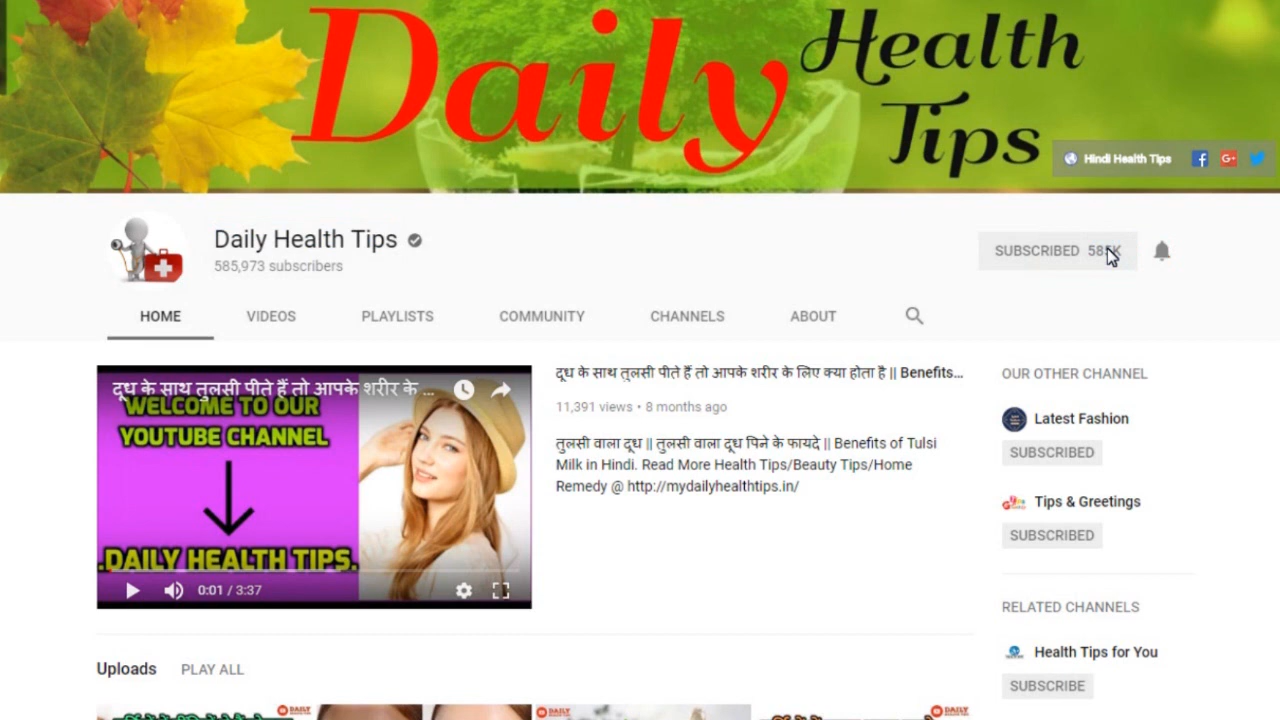 Daily Health
Tips
Hindi Health Tips
Daily Health Tips
585,973 subscribers
SUBSCRIBED
HOME VIDEOS PLAYLISTS COMMUNITY CHANNELS ABOUT
दूध के साथ तुलसी पीते हैं तो आपके शरीर के ...
WELCOME TO OUR
YOUTUBE CHANNEL
.DAILY HEALTH TIPS.
0:01 / 3:37
दूध के साथ तुलसी पीते हैं तो आपके शरीर के लिए क्या होता है || Benefits...
11,391 views • 8 months ago
तुलसी वाला दूध || तुलसी वाला दूध पिने के फायदे || Benefits of Tulsi
Milk in Hindi. Read More Health Tips/Beauty Tips/Home
Remedy @ http://mydailyhealthtips.in/
OUR OTHER CHANNEL
Latest Fashion
SUBSCRIBED
Tips & Greetings
SUBSCRIBED
RELATED CHANNELS
Health Tips for You
SUBSCRIBE
Uploads PLAY ALL
DAILY
DAILY
DAILY